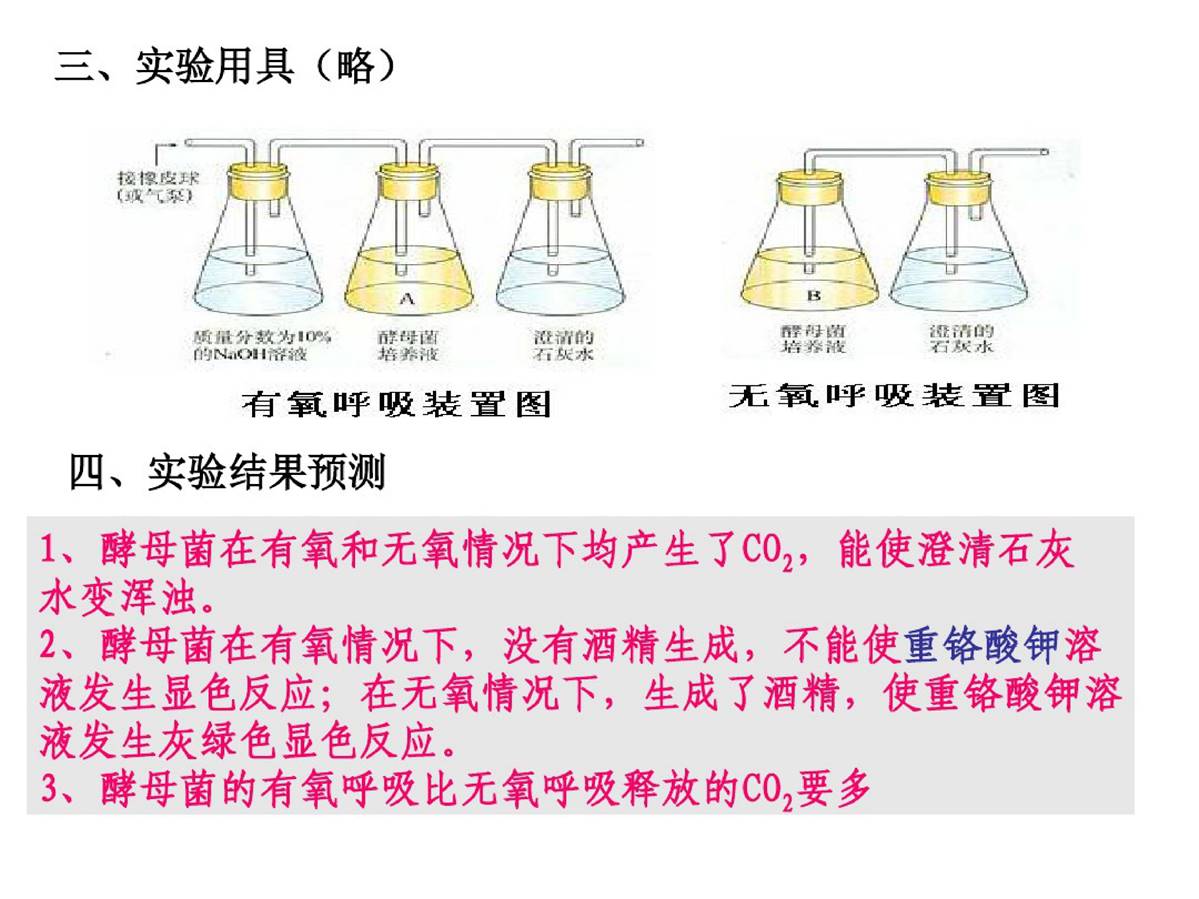 三、实验用具（略）
接橡皮球
（或气泵）
A
B
质量分数为10%
的NaOH溶液
酵母菌
培养液
澄清的
石灰水
酵母菌
培养液
澄清的
石灰水
有氧呼吸装置图
无氧呼吸装置图
四、实验结果预测
1、酵母菌在有氧和无氧情况下均产生了CO₂，能使澄清石灰
水变浑浊。
2、酵母菌在有氧情况下，没有酒精生成，不能使重铬酸钾溶
液发生显色反应；在无氧情况下，生成了酒精，使重铬酸钾溶
液发生灰绿色显色反应。
3、酵母菌的有氧呼吸比无氧呼吸释放的CO₂要多